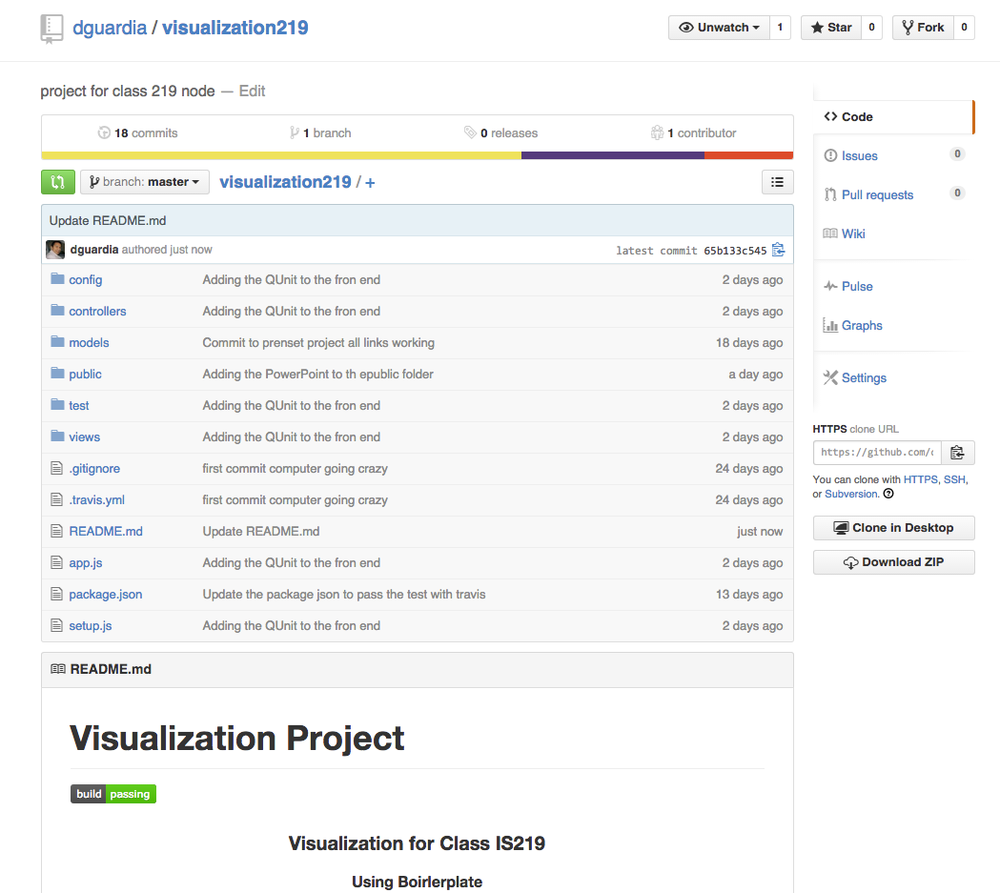 dguardia / visualization219
Unwatch 1 Star 0 Fork 0
project for class 219 node — Edit
18 commits 1 branch 0 releases 1 contributor
branch: master visualization219 / +
Update README.md
dguardia authored just now latest commit 65b133c545
config Adding the QUnit to the fron end 2 days ago
controllers Adding the QUnit to the fron end 2 days ago
models Commit to prenset project all links working 18 days ago
public Adding the PowerPoint to th epublic folder a day ago
test Adding the QUnit to the fron end 2 days ago
views Adding the QUnit to the fron end 2 days ago
.gitignore first commit computer going crazy 24 days ago
.travis.yml first commit computer going crazy 24 days ago
README.md Update README.md just now
app.js Adding the QUnit to the fron end 2 days ago
package.json Update the package json to pass the test with travis 13 days ago
setup.js Adding the QUnit to the fron end 2 days ago
README.md
Visualization Project
build passing
Visualization for Class IS219
Using Boirlerplate
Code
Issues 0
Pull requests 0
Wiki
Pulse
Graphs
Settings
HTTPS clone URL
https://github.com/
You can clone with HTTPS, SSH,
or Subversion.
Clone in Desktop
Download ZIP